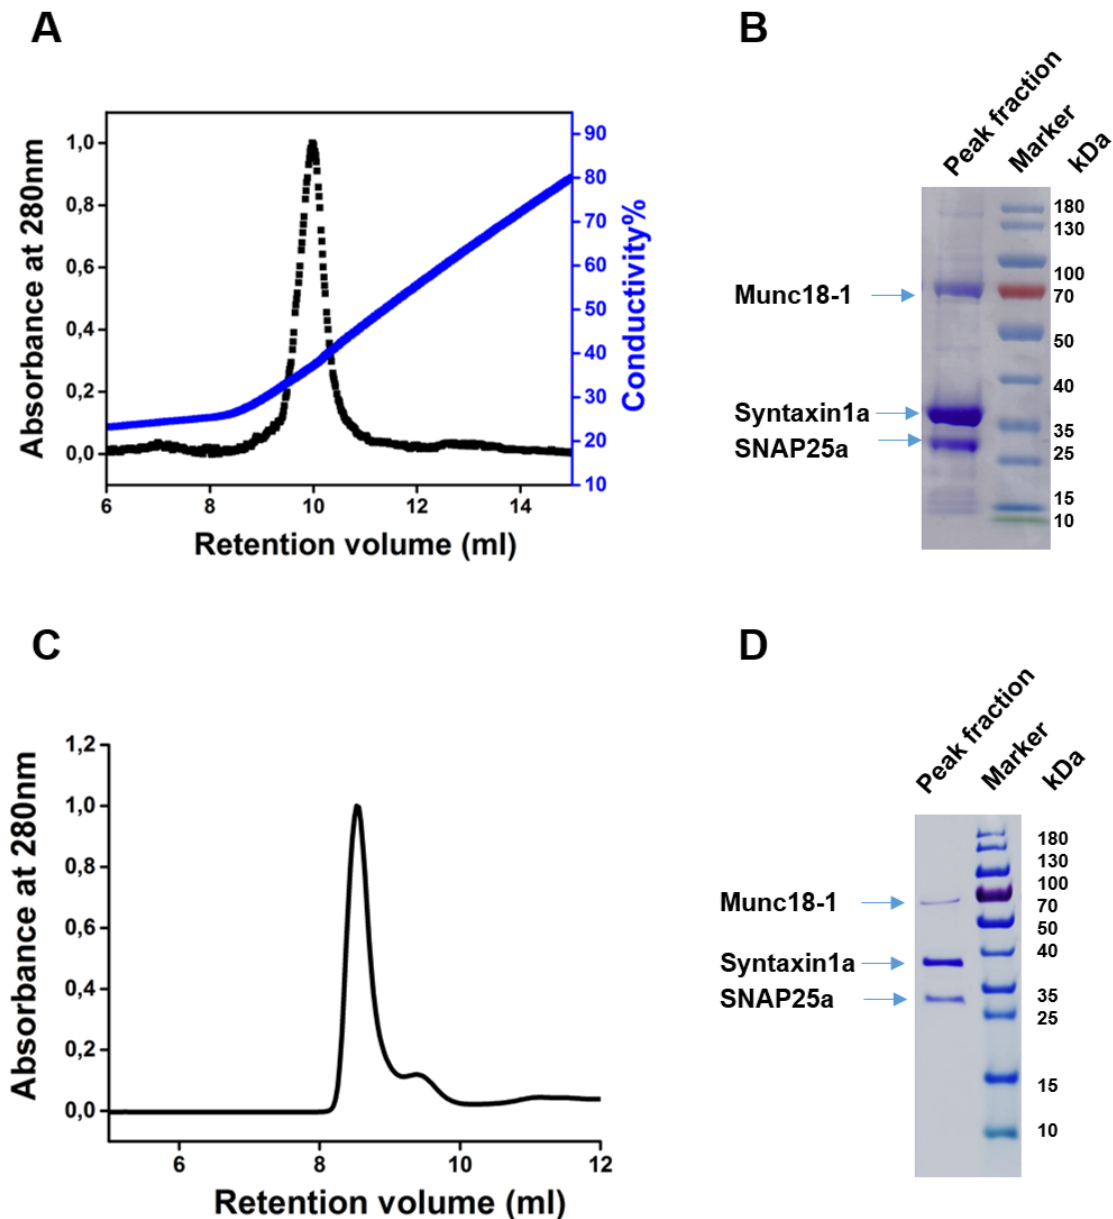 A
Absorbance at 280nm
1,0
0,8
0,6
0,4
0,2
0,0
6
8
10
12
14
Retention volume (ml)
90
80
70
60
50
40
30
20
10
Conductivity%
B
Peak fraction
Marker
kDa
Munc18-1
Syntaxin1a
SNAP25a
180
130
100
70
50
40
35
25
15
10
C
Absorbance at 280nm
1,2
1,0
0,8
0,6
0,4
0,2
0,0
6
8
10
12
Retention volume (ml)
D
Peak fraction
Marker
kDa
Munc18-1
Syntaxin1a
SNAP25a
180
130
100
70
50
40
35
25
15
10